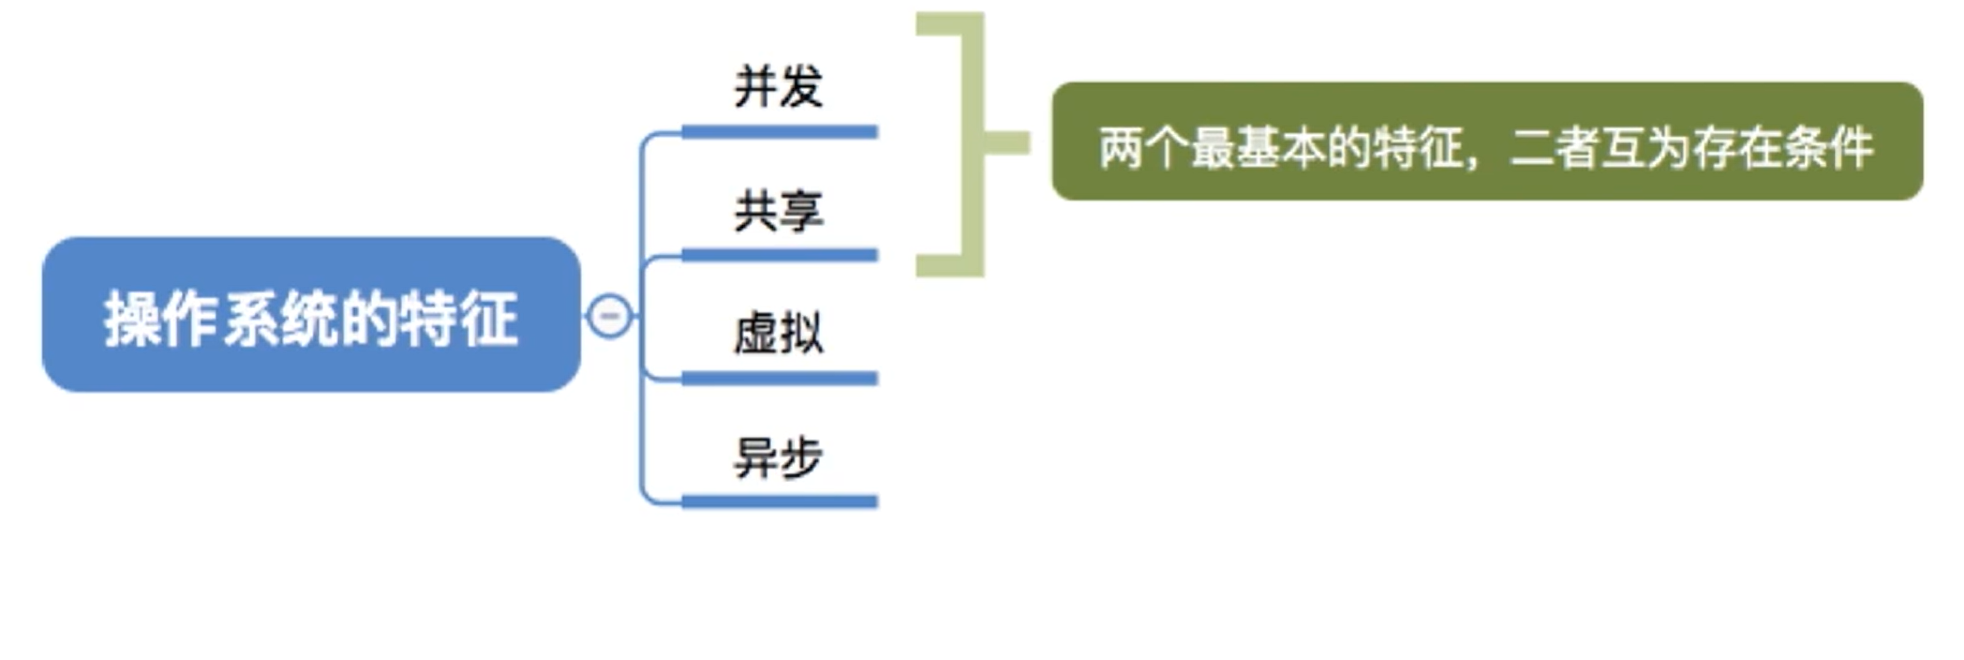 操作系统的特征
并发
共享
虚拟
异步
两个最基本的特征，二者互为存在条件